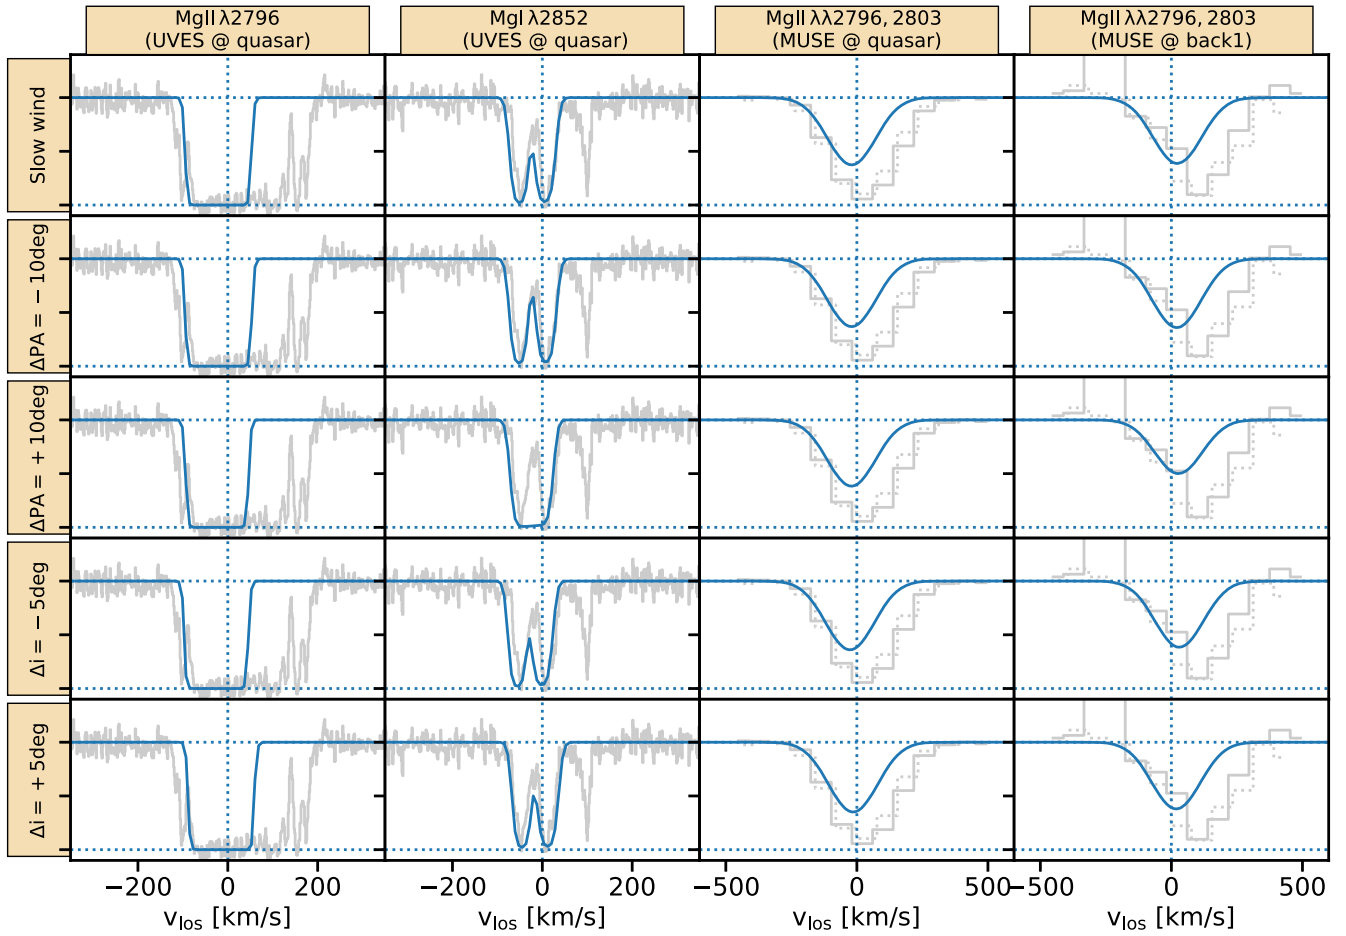 MgII λ2796
(UVES @ quasar)
MgI λ2852
(UVES @ quasar)
MgII λλ2796, 2803
(MUSE @ quasar)
MgII λλ2796, 2803
(MUSE @ back1)
Slow wind
ΔPA = − 10deg
ΔPA = + 10deg
Δi = − 5deg
Δi = + 5deg
−200 0 200
−200 0 200
−500 0 500
−500 0 500
v_los [km/s]
v_los [km/s]
v_los [km/s]
v_los [km/s]